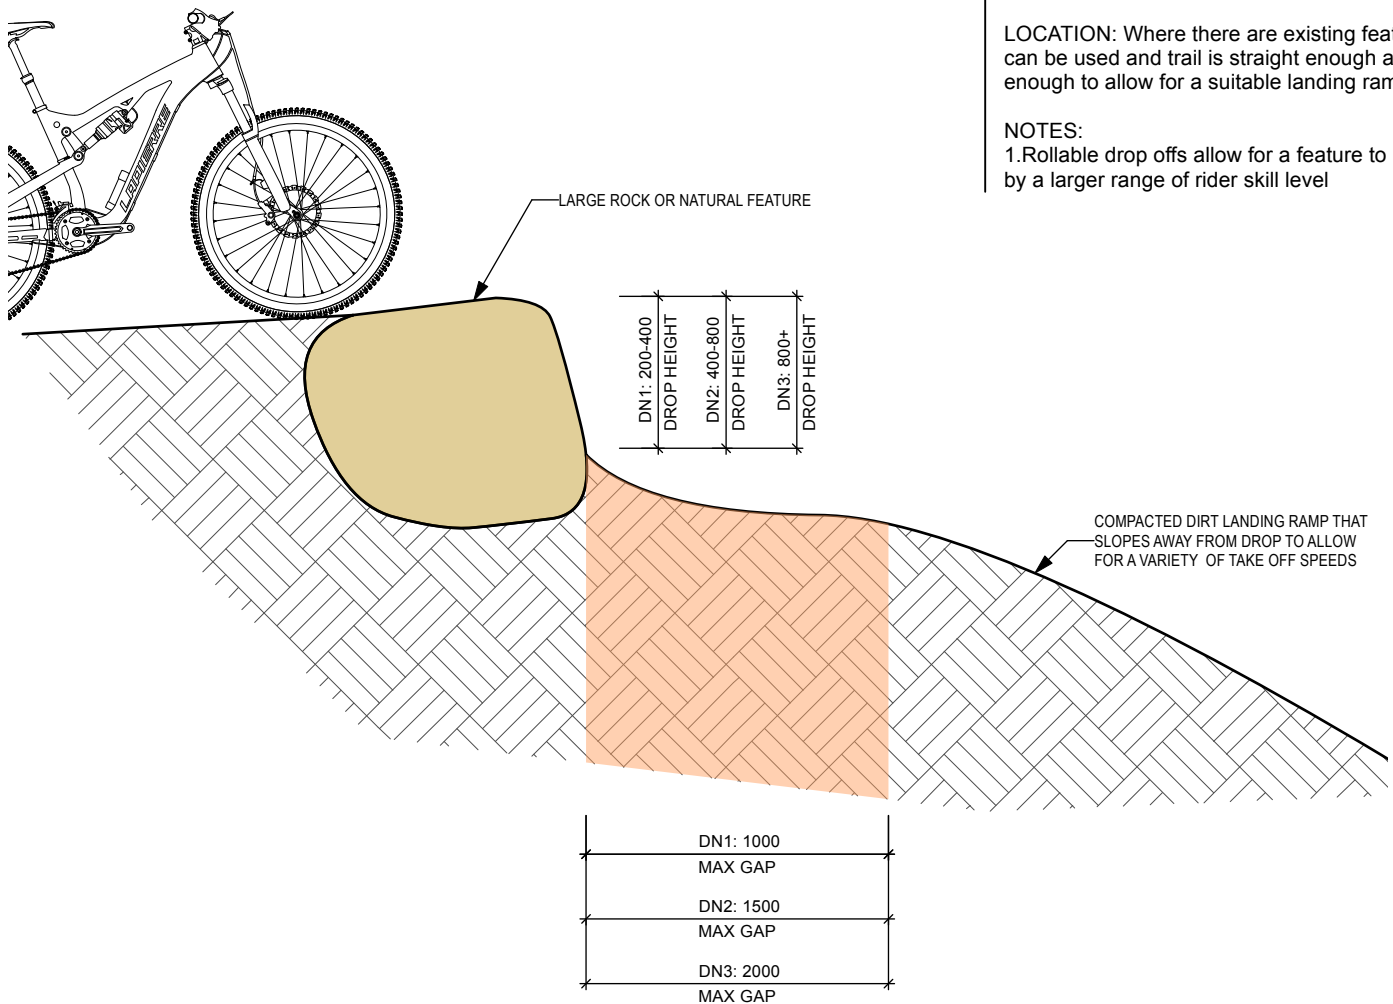 LOCATION: Where there are existing feat
can be used and trail is straight enough a
enough to allow for a suitable landing ram
NOTES:
1.Rollable drop offs allow for a feature to
by a larger range of rider skill level
LAPIERRE
LARGE ROCK OR NATURAL FEATURE
DN1: 200-400
DROP HEIGHT
DN2: 400-800
DROP HEIGHT
DN3: 800+
DROP HEIGHT
COMPACTED DIRT LANDING RAMP THAT
SLOPES AWAY FROM DROP TO ALLOW
FOR A VARIETY OF TAKE OFF SPEEDS
DN1: 1000
MAX GAP
DN2: 1500
MAX GAP
DN3: 2000
MAX GAP